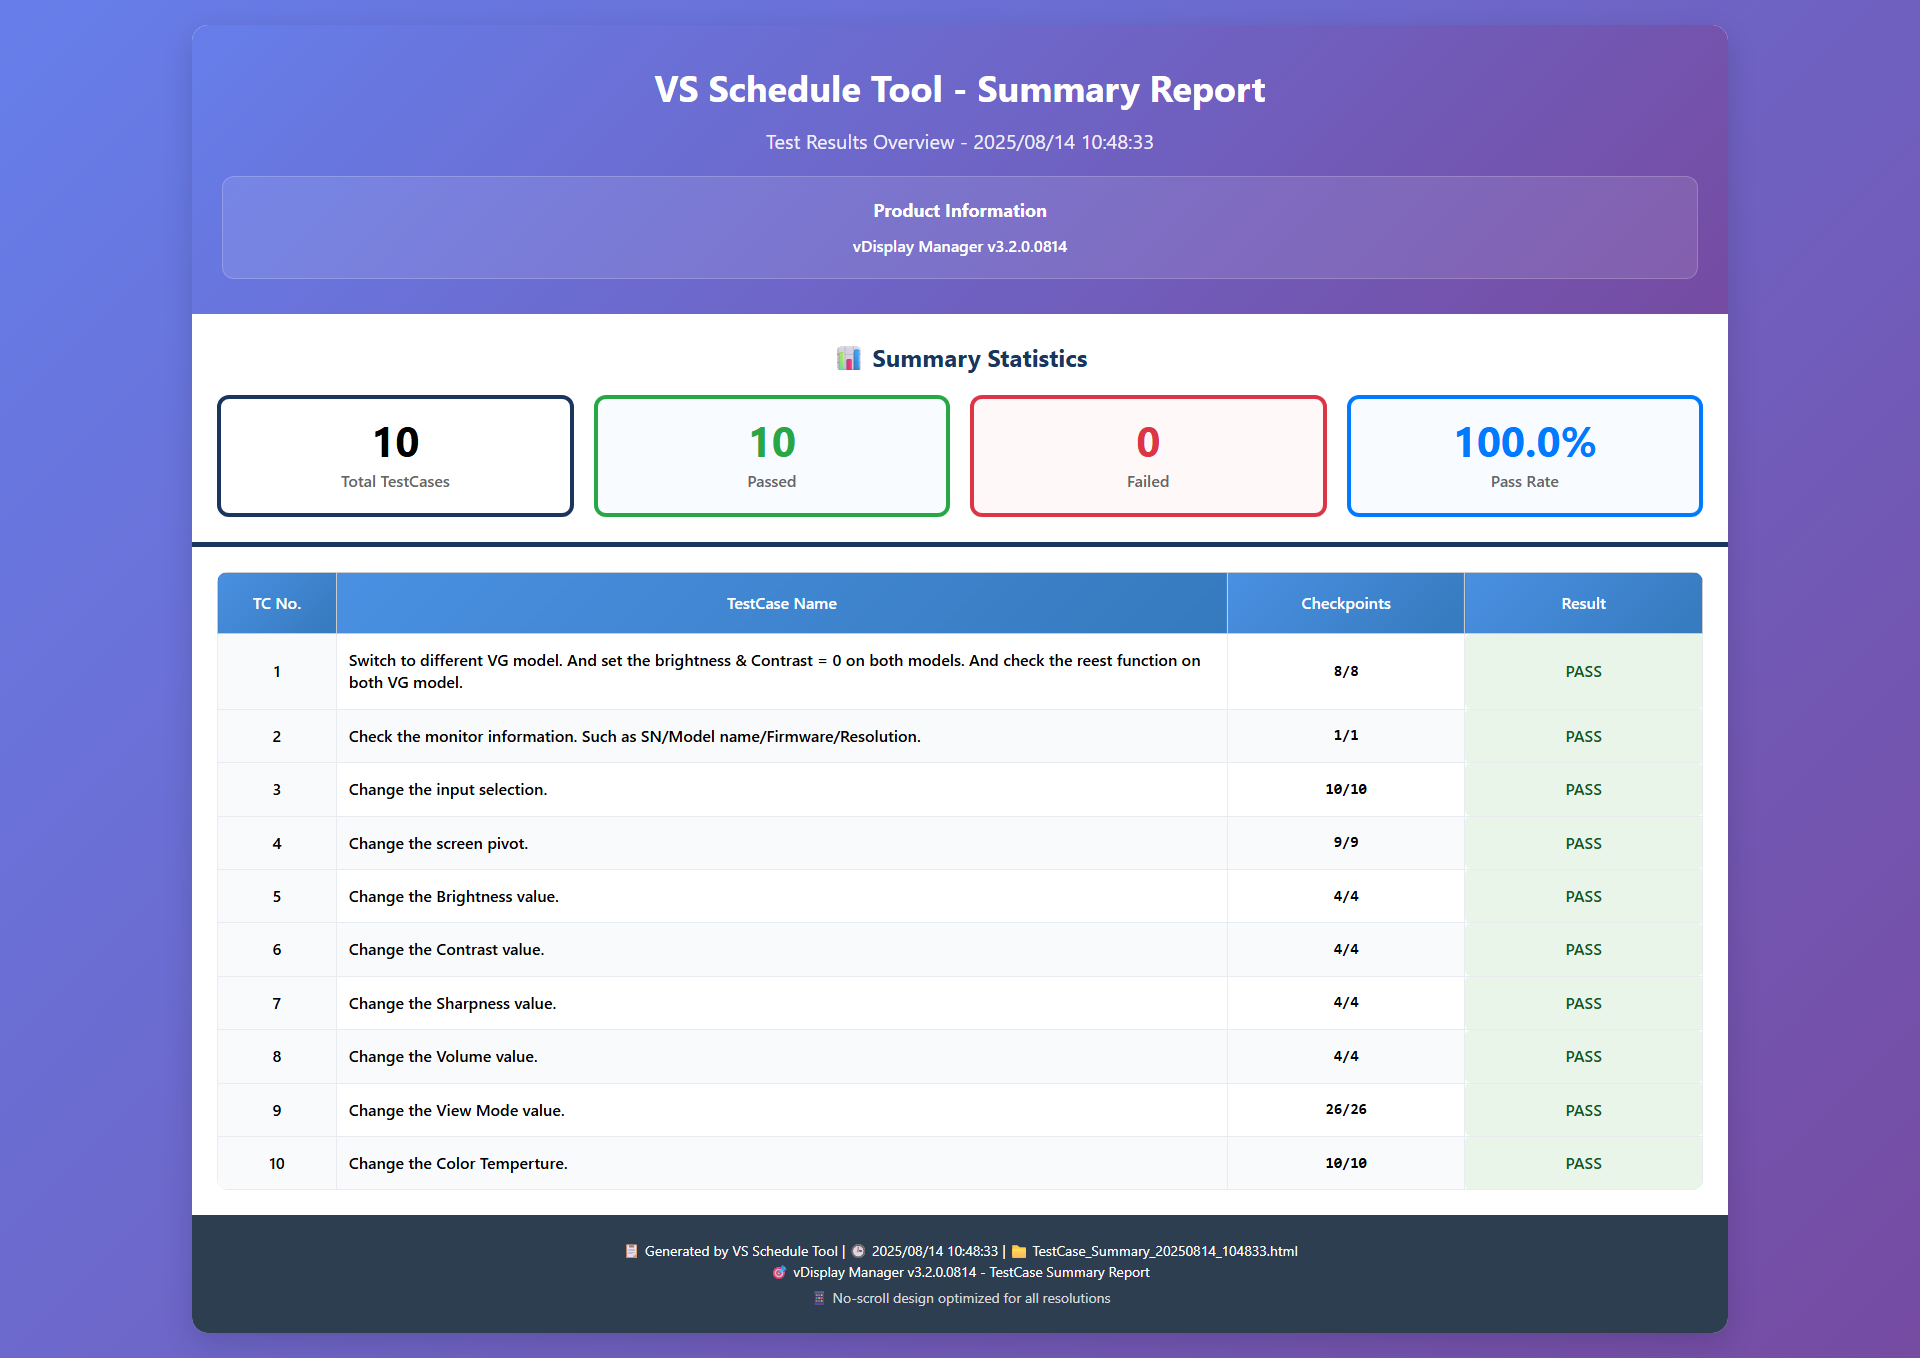 VS Schedule Tool - Summary Report
Test Results Overview - 2025/08/14 10:48:33
Product Information
vDisplay Manager v3.2.0.0814
Summary Statistics
10
Total TestCases
10
Passed
0
Failed
100.0%
Pass Rate
TC No. TestCase Name Checkpoints Result
1 Switch to different VG model. And set the brightness & Contrast = 0 on both models. And check the reest function on
both VG model. 8/8 PASS
2 Check the monitor information. Such as SN/Model name/Firmware/Resolution. 1/1 PASS
3 Change the input selection. 10/10 PASS
4 Change the screen pivot. 9/9 PASS
5 Change the Brightness value. 4/4 PASS
6 Change the Contrast value. 4/4 PASS
7 Change the Sharpness value. 4/4 PASS
8 Change the Volume value. 4/4 PASS
9 Change the View Mode value. 26/26 PASS
10 Change the Color Temperture. 10/10 PASS
Generated by VS Schedule Tool | 2025/08/14 10:48:33 | TestCase_Summary_20250814_104833.html
vDisplay Manager v3.2.0.0814 - TestCase Summary Report
No-scroll design optimized for all resolutions